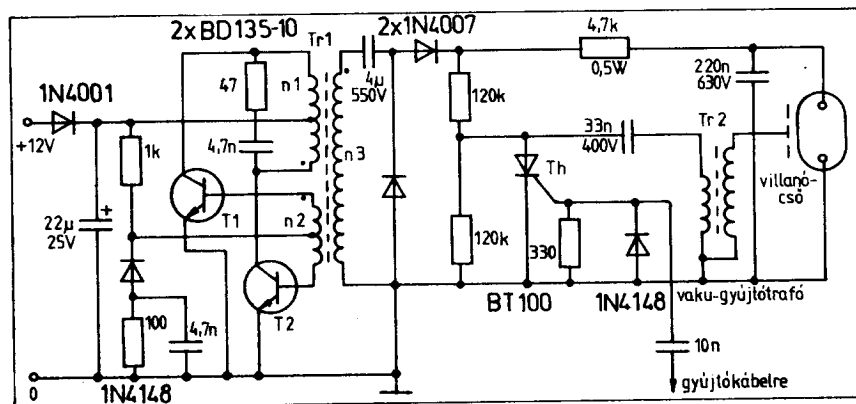 2xBD135-10
Tr1
2x1N4007
4,7k
0,5W
220n
630V
1N4001
47
n1
4μ
550V
120k
33n
400V
Tr 2
+12V
1k
4,7n
n3
Th
villanó-
cső
T1
n2
22μ
25V
+
120k
330
100
4,7n
T2
BT100
1N4148
vaku-gyújtótrafó
10n
0
1N4148
gyújtókábelre